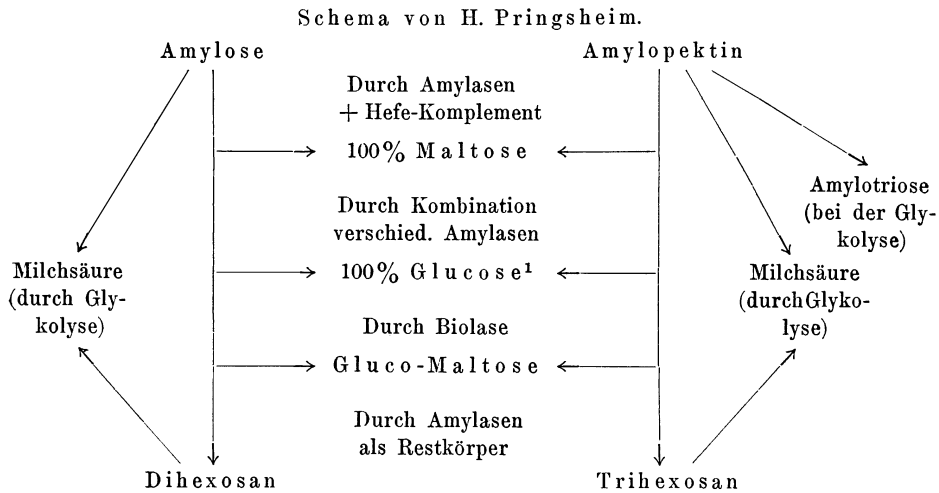 Schema von H. Pringsheim.
Amylose
Amylopektin
Durch Amylasen
+ Hefe-Komplement
100% Maltose
Amylotriose
(bei der Gly-
kolyse)
Durch Kombination
verschied. Amylasen
Milchsäure
(durch Gly-
kolyse)
100% Glucose¹
Milchsäure
(durchGlyko-
lyse)
Durch Biolase
Gluco-Maltose
Durch Amylasen
als Restkörper
Dihexosan
Trihexosan